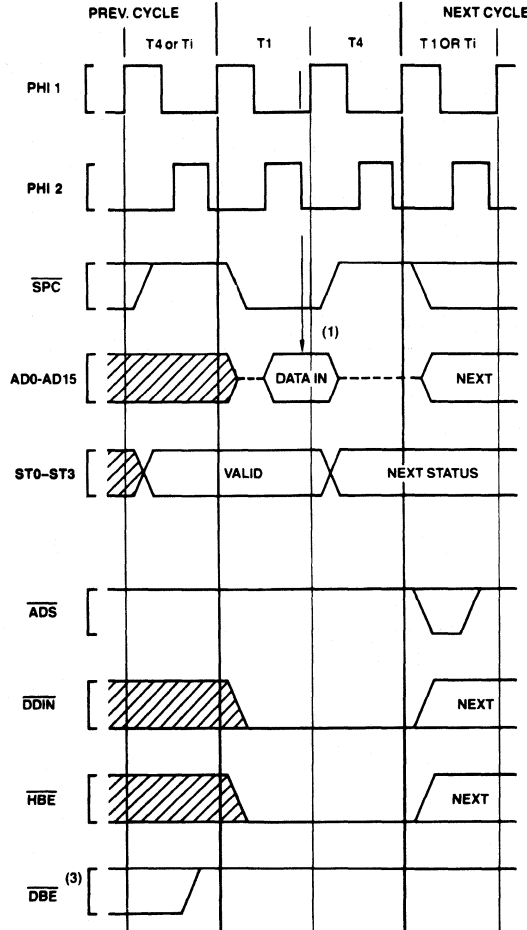 PREV. CYCLE NEXT CYCLE
T4 or Ti T1 T4 T1 OR Ti
PHI 1
PHI 2
SPC
(1)
AD0-AD15 DATA IN NEXT
ST0-ST3 VALID NEXT STATUS
ADS
DDIN NEXT
HBE NEXT
DBE (3)